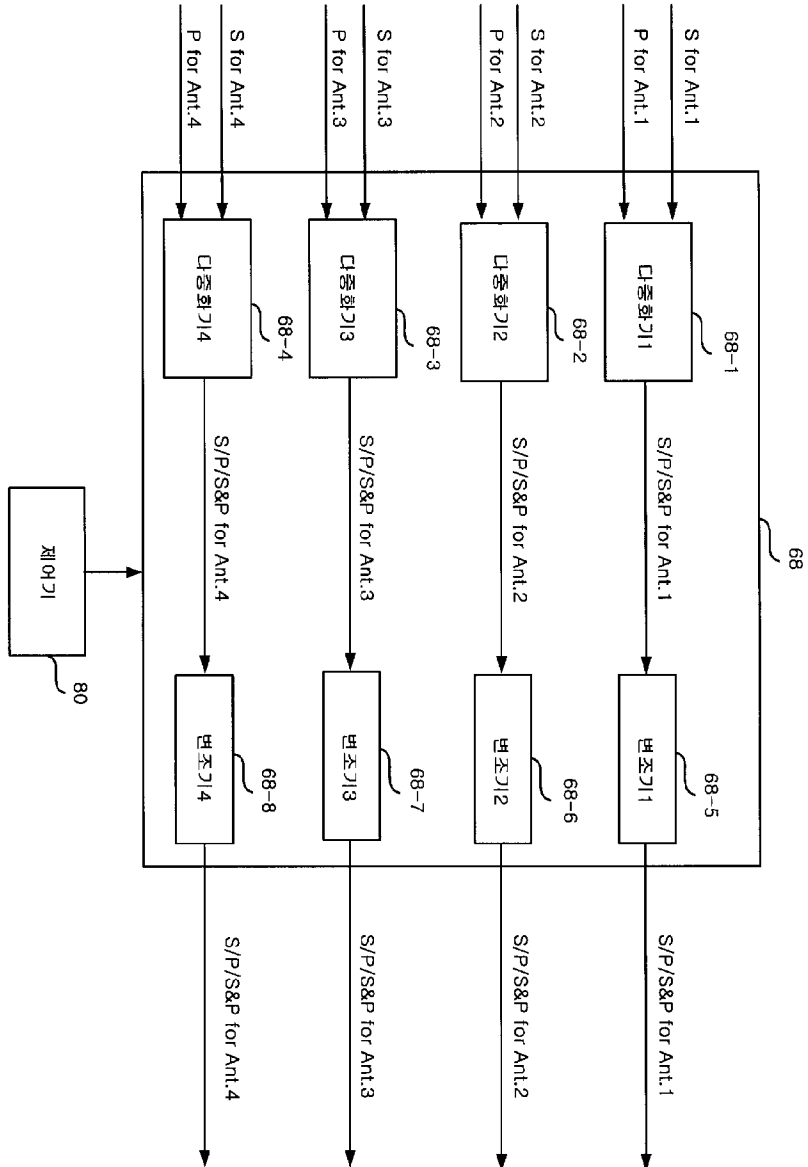 68
S for Ant.1
P for Ant.1
다중화기1
68-1
S/P/S&P for Ant.1
변조기1
68-5
S/P/S&P for Ant.1
S for Ant.2
P for Ant.2
다중화기2
68-2
S/P/S&P for Ant.2
변조기2
68-6
S/P/S&P for Ant.2
S for Ant.3
P for Ant.3
다중화기3
68-3
S/P/S&P for Ant.3
변조기3
68-7
S/P/S&P for Ant.3
S for Ant.4
P for Ant.4
다중화기4
68-4
S/P/S&P for Ant.4
변조기4
68-8
S/P/S&P for Ant.4
제어기
80